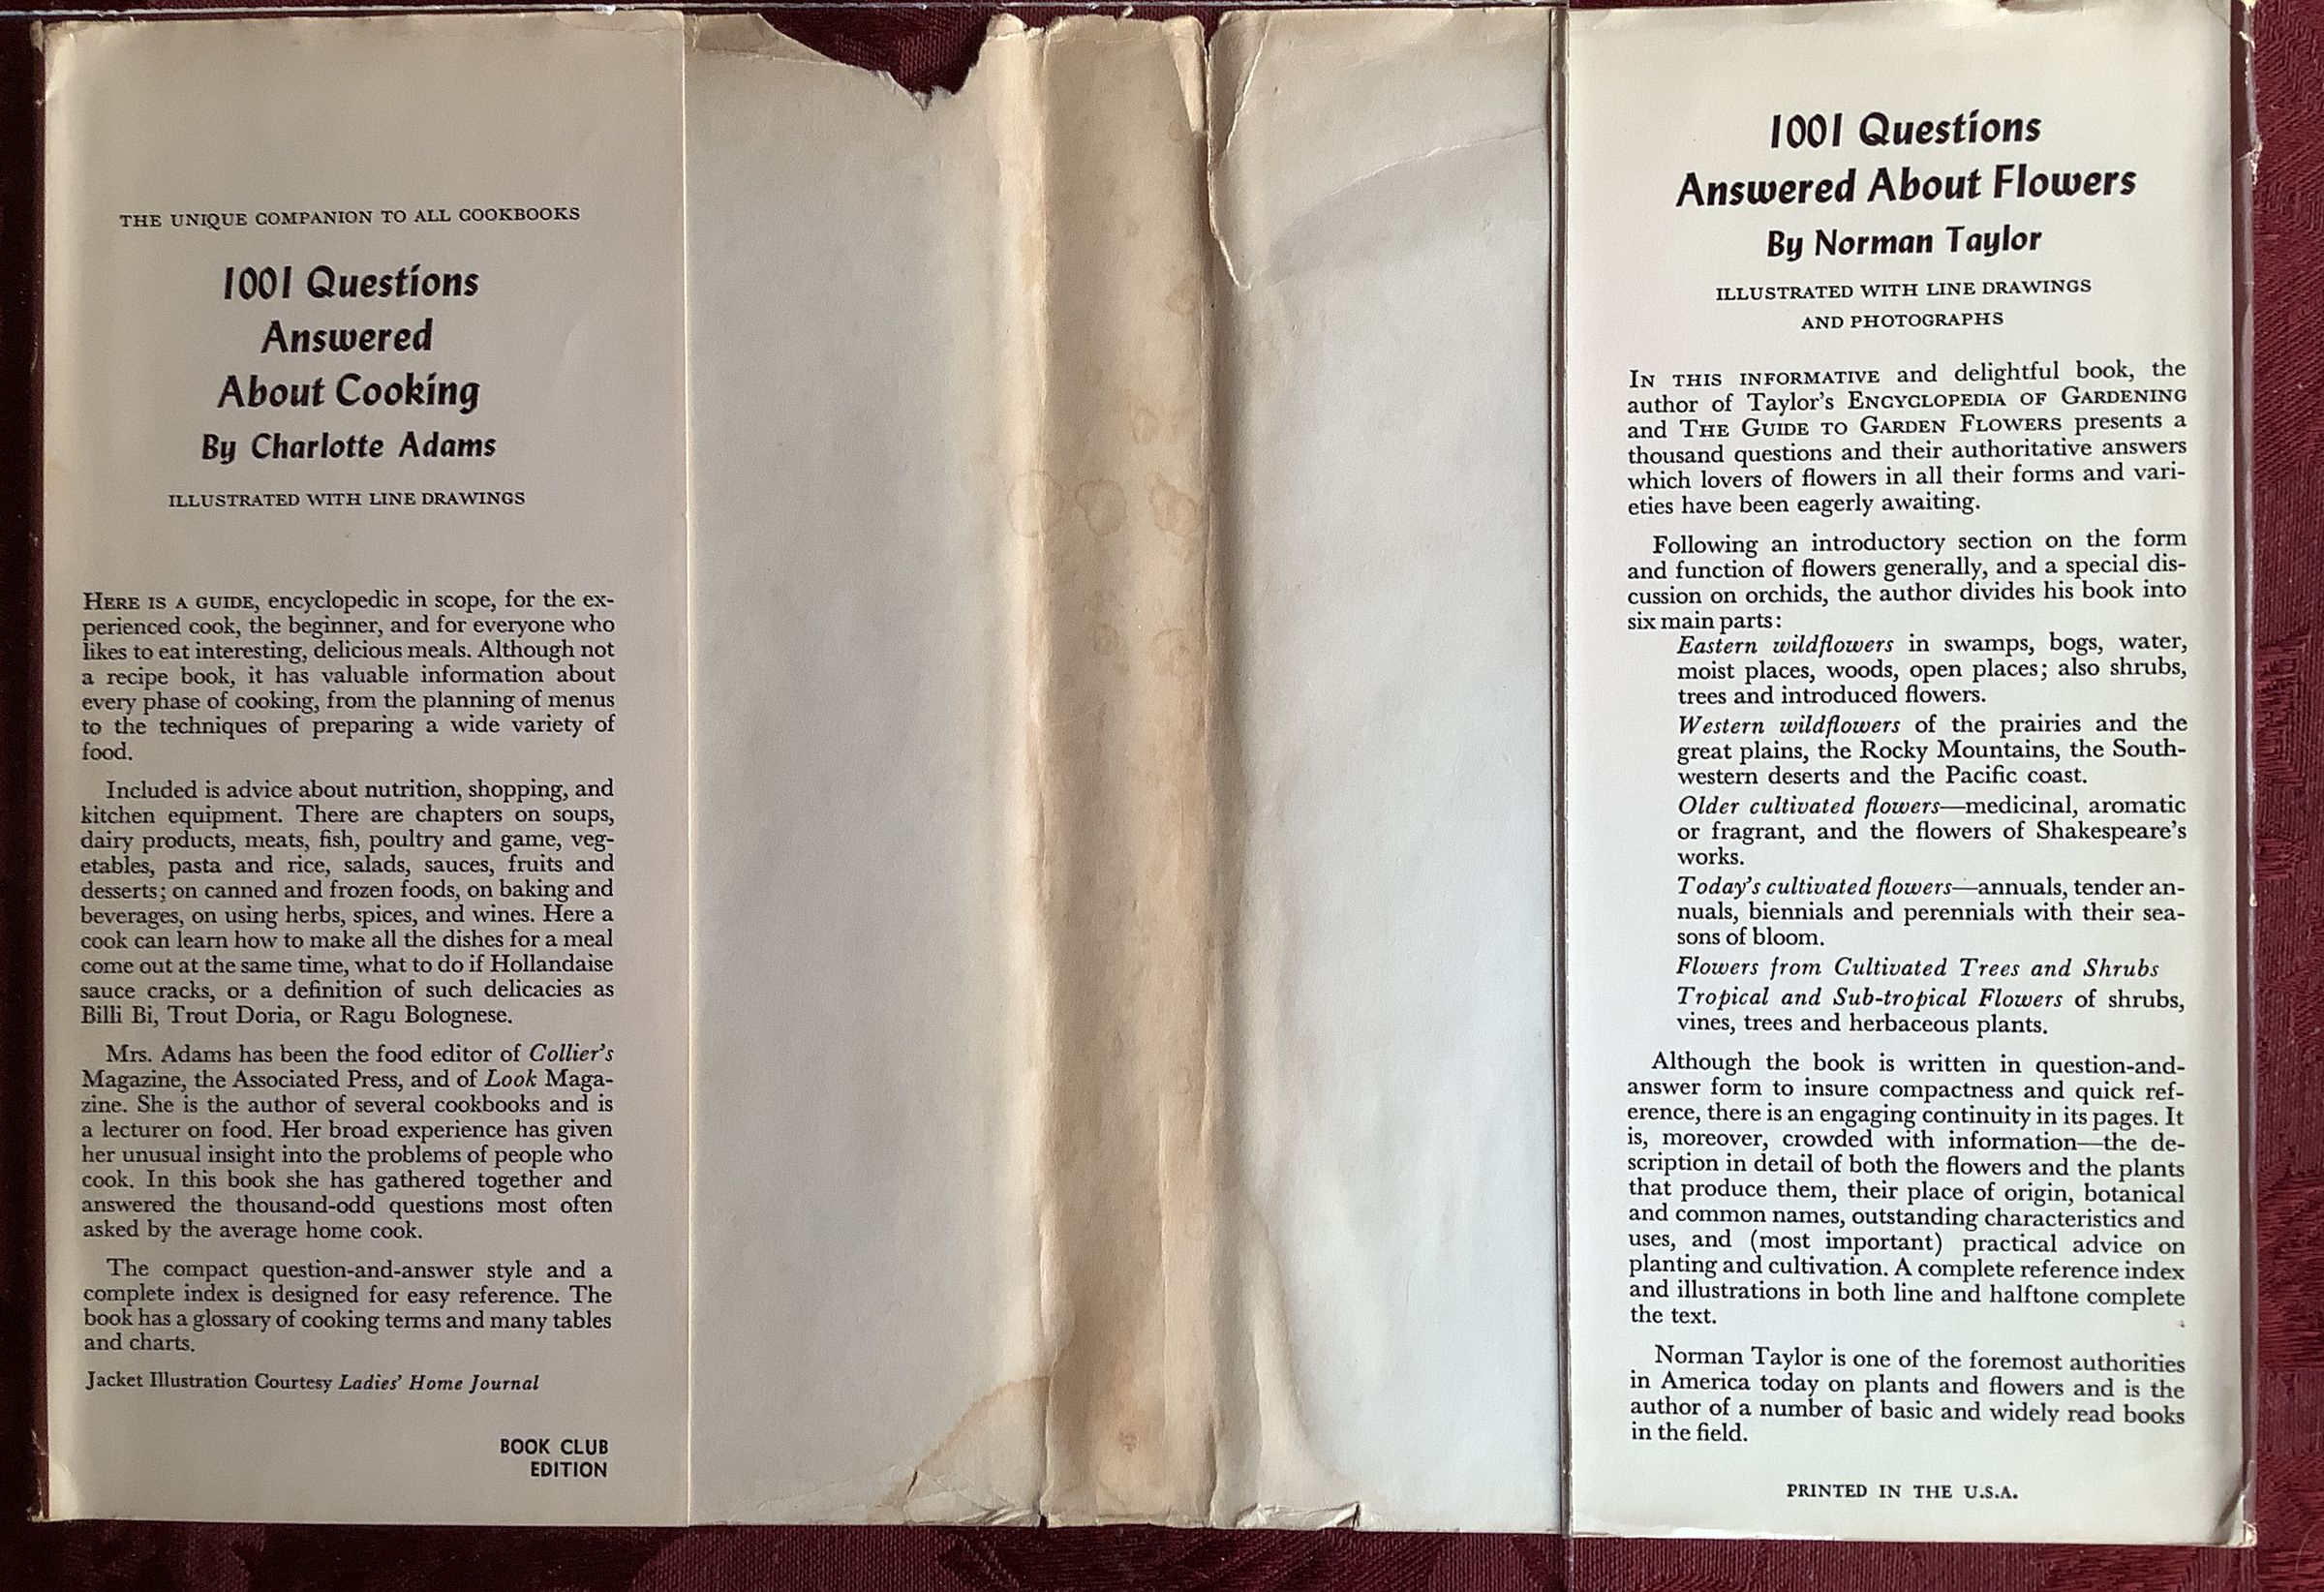 THE UNIQUE COMPANION TO ALL COOKBOOKS
1001 Questions
Answered
About Cooking
By Charlotte Adams
ILLUSTRATED WITH LINE DRAWINGS
HERE IS A GUIDE, encyclopedic in scope, for the ex-
perienced cook, the beginner, and for everyone who
likes to eat interesting, delicious meals. Although not
a recipe book, it has valuable information about
every phase of cooking, from the planning of menus
to the techniques of preparing a wide variety of
food.
Included is advice about nutrition, shopping, and
kitchen equipment. There are chapters on soups,
dairy products, meats, fish, poultry and game, veg-
etables, pasta and rice, salads, sauces, fruits and
desserts; on canned and frozen foods, on baking and
beverages, on using herbs, spices, and wines. Here a
cook can learn how to make all the dishes for a meal
come out at the same time, what to do if Hollandaise
sauce cracks, or a definition of such delicacies as
Billi Bi, Trout Doria, or Ragu Bolognese.
Mrs. Adams has been the food editor of Collier's
Magazine, the Associated Press, and of Look Maga-
zine. She is the author of several cookbooks and is
a lecturer on food. Her broad experience has given
her unusual insight into the problems of people who
cook. In this book she has gathered together and
answered the thousand-odd questions most often
asked by the average home cook.
The compact question-and-answer style and a
complete index is designed for easy reference. The
book has a glossary of cooking terms and many tables
and charts.
Jacket Illustration Courtesy Ladies' Home Journal
BOOK CLUB
EDITION
1001 Questions
Answered About Flowers
By Norman Taylor
ILLUSTRATED WITH LINE DRAWINGS
AND PHOTOGRAPHS
IN THIS INFORMATIVE and delightful book, the
author of Taylor's ENCYCLOPEDIA OF GARDENING
and THE GUIDE TO GARDEN FLOWERS presents a
thousand questions and their authoritative answers
which lovers of flowers in all their forms and vari-
eties have been eagerly awaiting.
Following an introductory section on the form
and function of flowers generally, and a special dis-
cussion on orchids, the author divides his book into
six main parts:
Eastern wildflowers in swamps, bogs, water,
moist places, woods, open places; also shrubs,
trees and introduced flowers.
Western wildflowers of the prairies and the
great plains, the Rocky Mountains, the South-
western deserts and the Pacific coast.
Older cultivated flowers—medicinal, aromatic
or fragrant, and the flowers of Shakespeare's
works.
Today's cultivated flowers—annuals, tender an-
nuals, biennials and perennials with their sea-
sons of bloom.
Flowers from Cultivated Trees and Shrubs
Tropical and Sub-tropical Flowers of shrubs,
vines, trees and herbaceous plants.
Although the book is written in question-and-
answer form to insure compactness and quick ref-
erence, there is an engaging continuity in its pages. It
is, moreover, crowded with information—the de-
scription in detail of both the flowers and the plants
that produce them, their place of origin, botanical
and common names, outstanding characteristics and
uses, and (most important) practical advice on
planting and cultivation. A complete reference index
and illustrations in both line and halftone complete
the text.
Norman Taylor is one of the foremost authorities
in America today on plants and flowers and is the
author of a number of basic and widely read books
in the field.
PRINTED IN THE U.S.A.